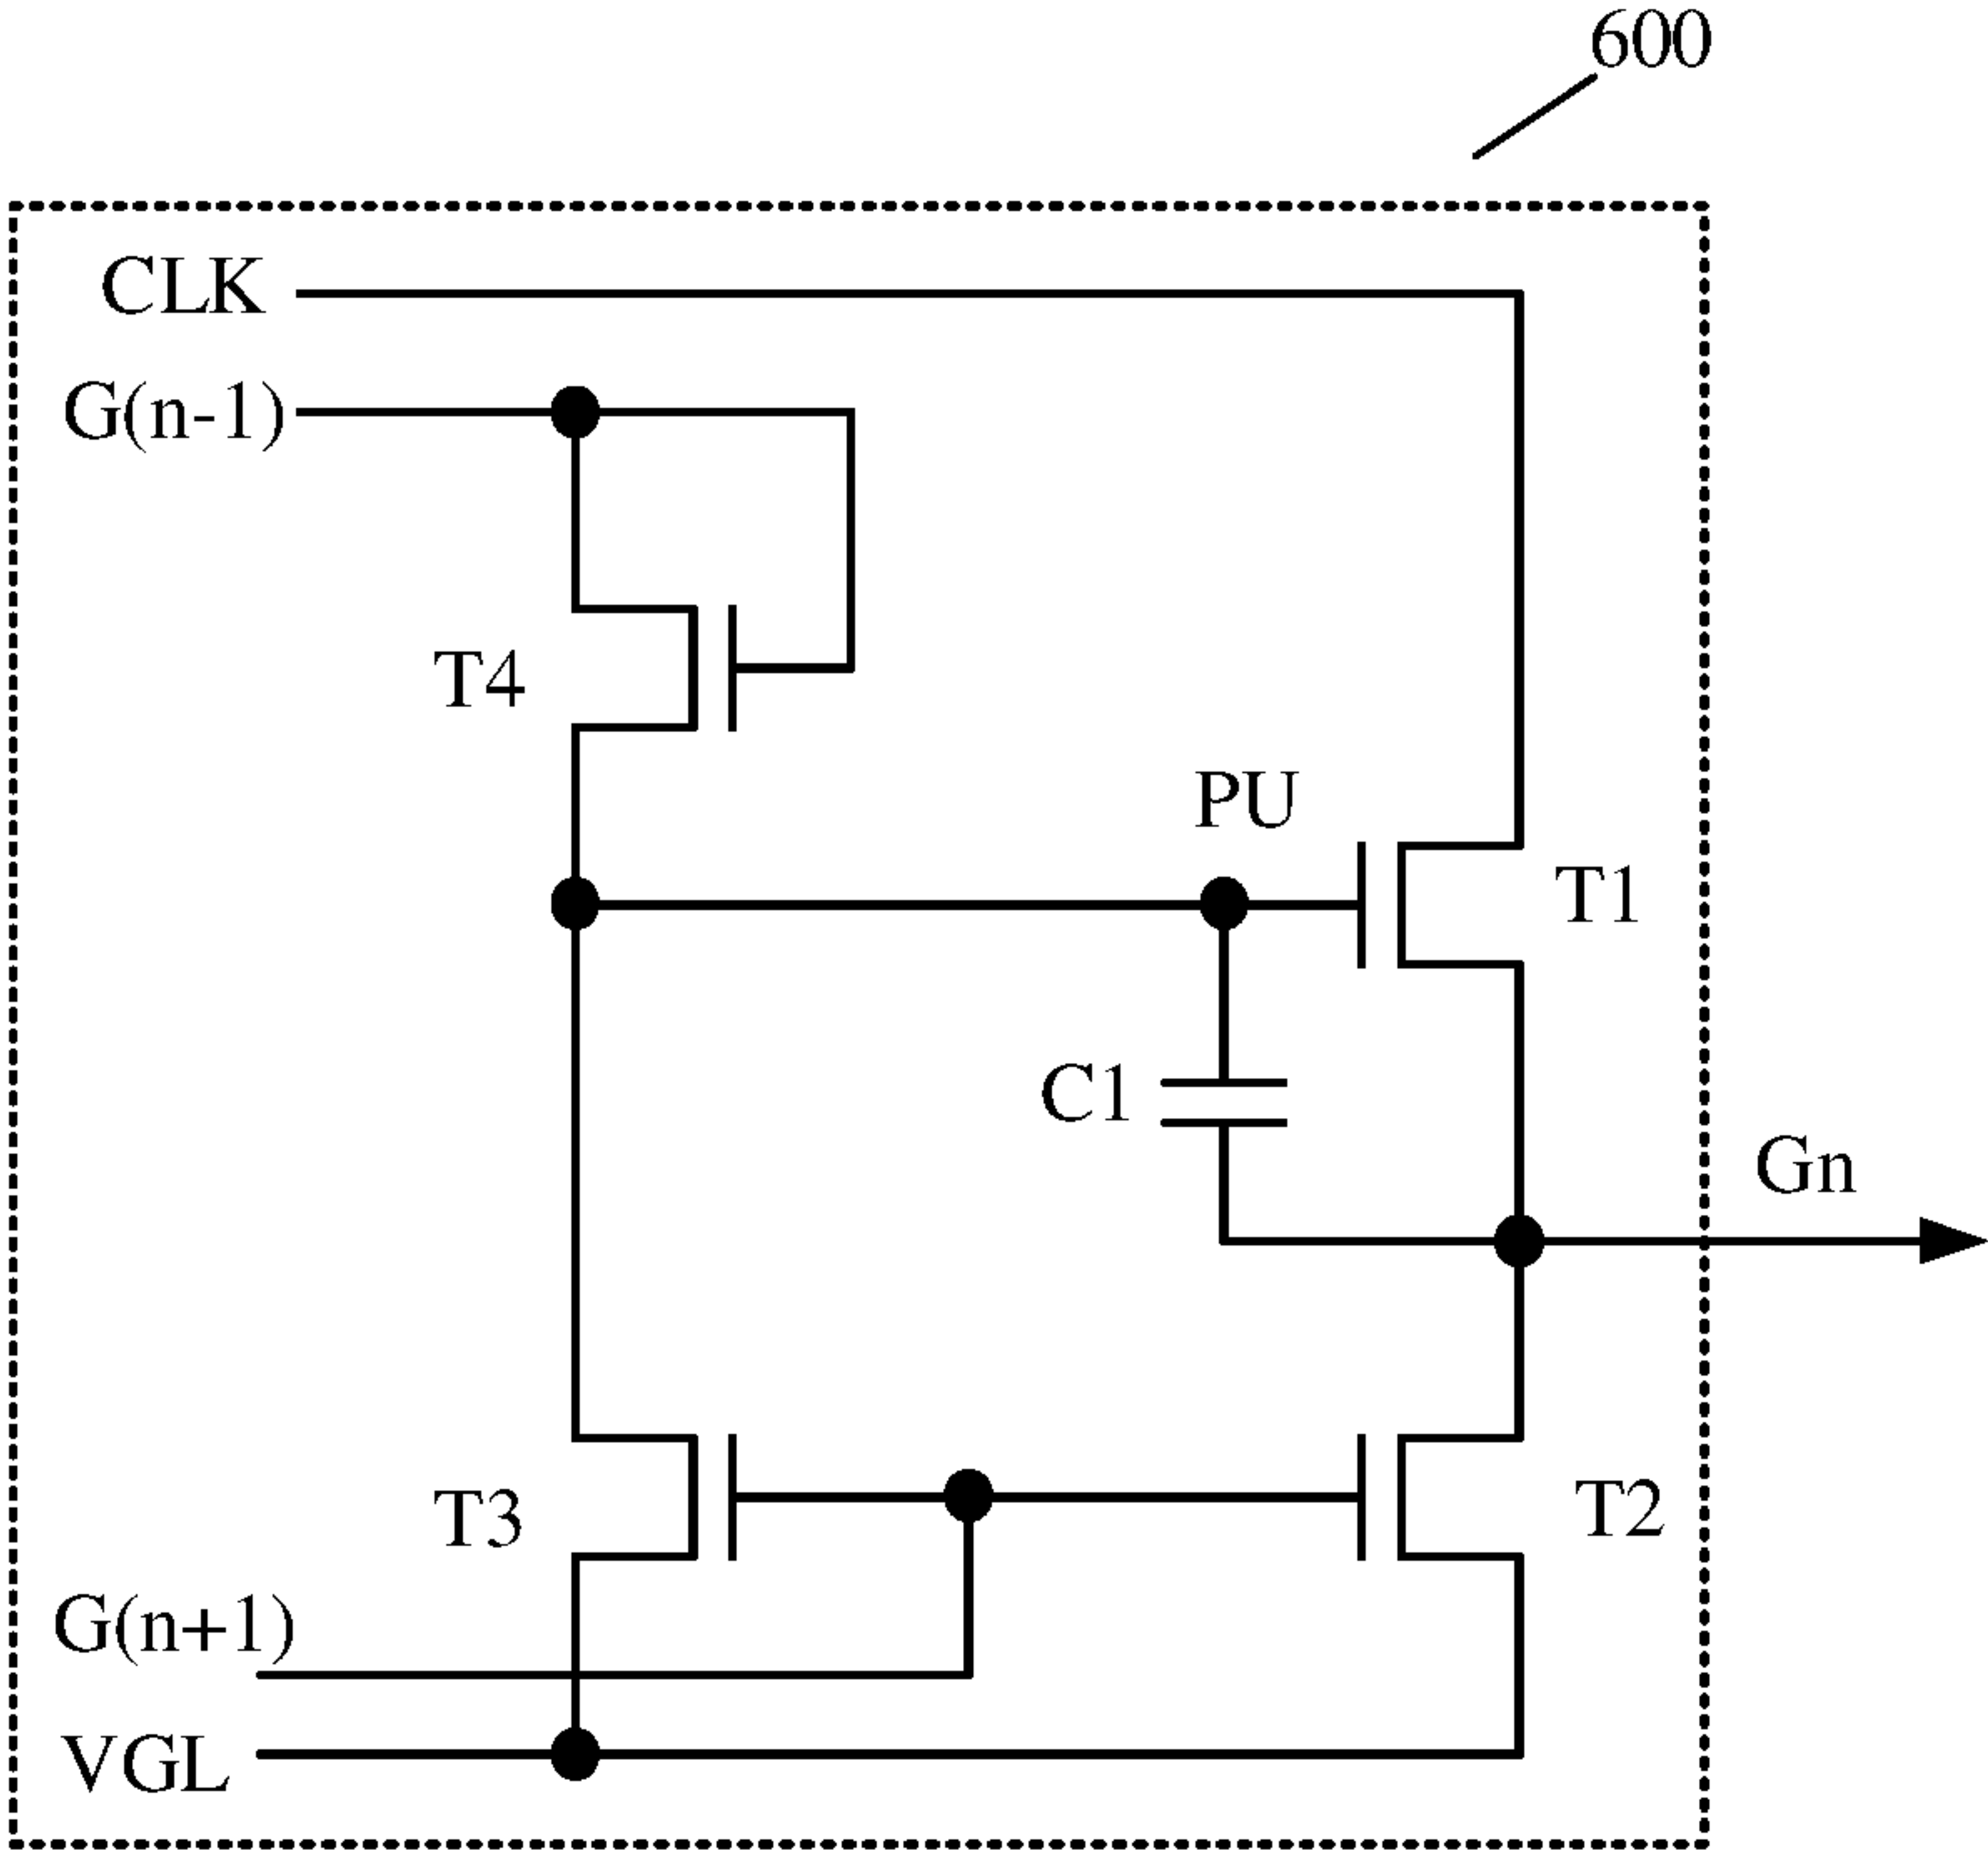 600
CLK
G(n-1)
T4
PU
T1
C1
Gn
T3
T2
G(n+1)
VGL